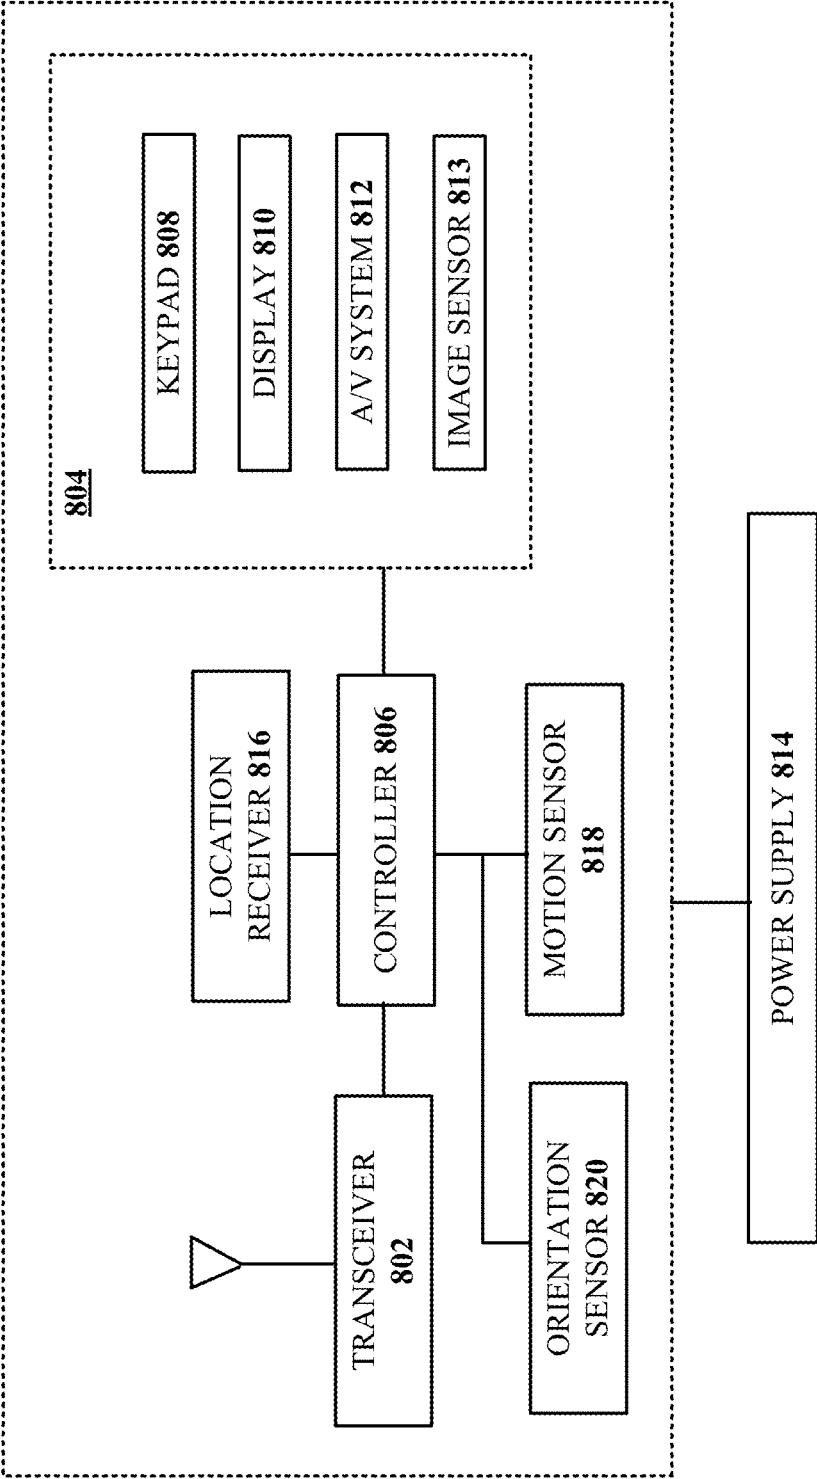 804
KEYPAD 808
DISPLAY 810
A/V SYSTEM 812
IMAGE SENSOR 813
LOCATION
RECEIVER 816
TRANSCEIVER
802
CONTROLLER 806
ORIENTATION
SENSOR 820
MOTION SENSOR
818
POWER SUPPLY 814